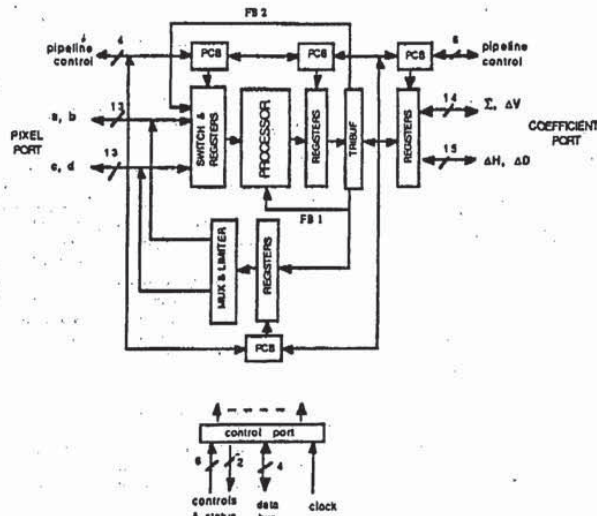 FB 2
4
pipeline
control
PCB
PCB
PCB
6
pipeline
control
PIXEL
PORT
a, b
13
c, d
13
SWITCH &
REGISTERS
PROCESSOR
REGISTERS
TRIBUF
REGISTERS
14
Σ, ΔV
15
ΔH, ΔD
COEFFICIENT
PORT
FB 1
MUX & LIMITER
REGISTERS
PCB
control port
6
2
4
controls
& status
data
clock